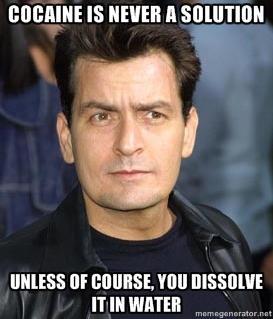 COCAINE IS NEVER A SOLUTION
UNLESS OF COURSE, YOU DISSOLVE
IT IN WATER
memegenerator.net